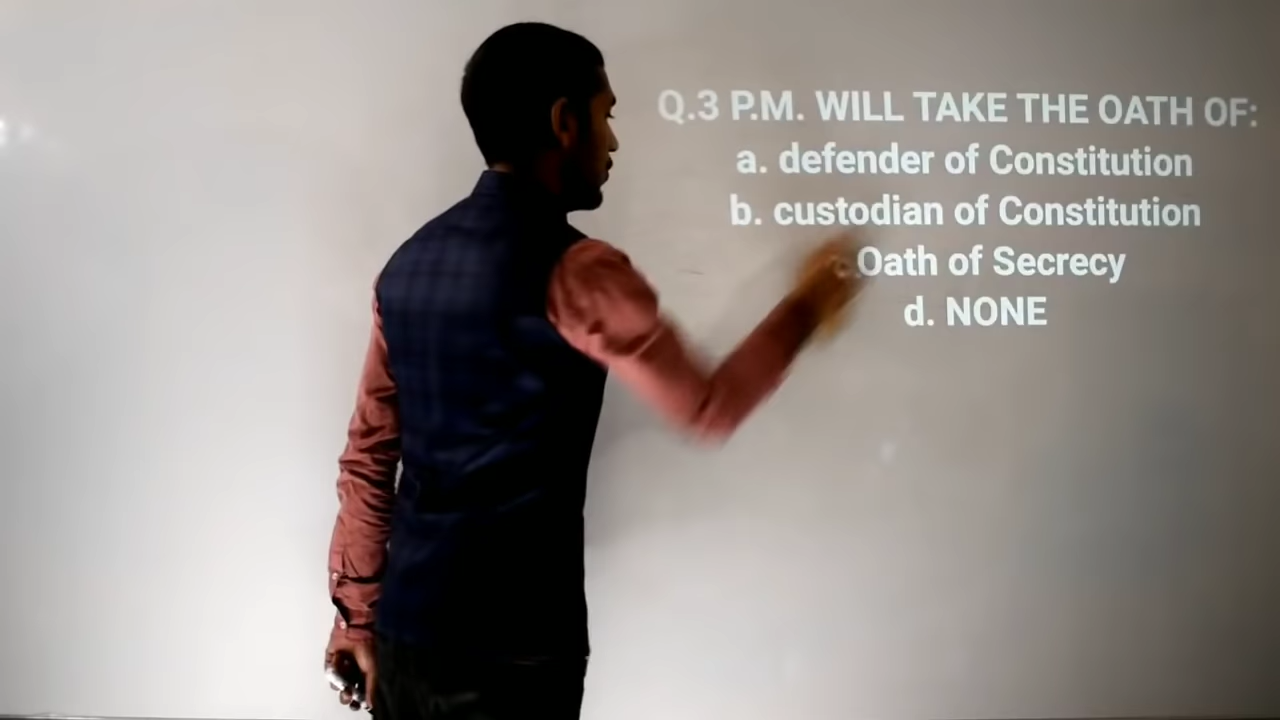 Q.3 P.M. WILL TAKE THE OATH OF:
a. defender of Constitution
b. custodian of Constitution
Oath of Secrecy
d. NONE